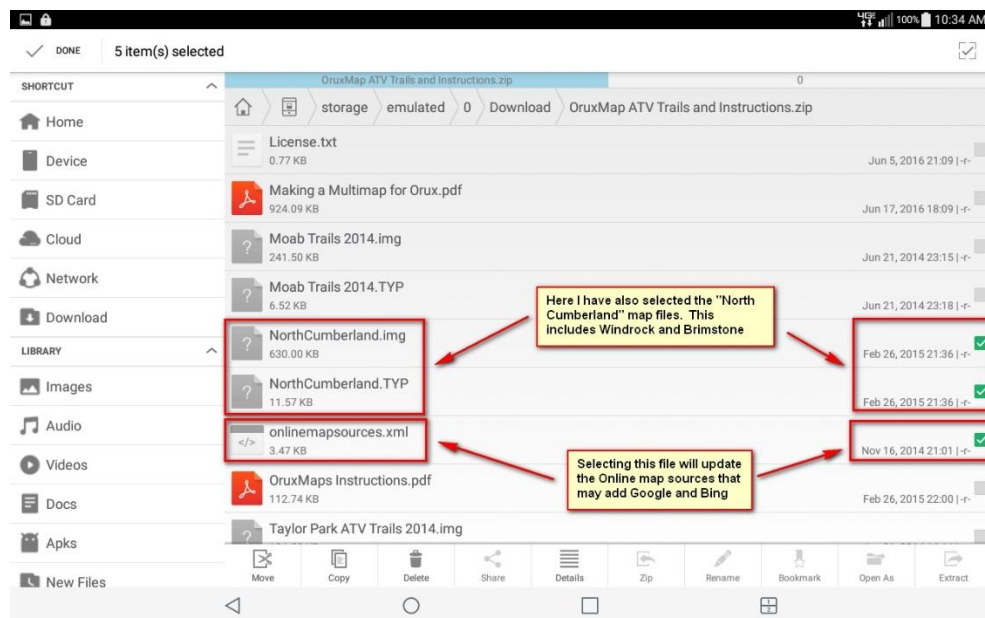 4GE 100% 10:34 AM
DONE 5 item(s) selected
SHORTCUT
Home
Device
SD Card
Cloud
Network
Download
LIBRARY
Images
Audio
Videos
Docs
Apks
New Files
OruxMap ATV Trails and Instructions.zip 0
storage emulated 0 Download OruxMap ATV Trails and Instructions.zip
License.txt
0.77 KB Jun 5, 2016 21:09 | -r-
Making a Multimap for Orux.pdf
924.09 KB Jun 17, 2016 18:09 | -r-
Moab Trails 2014.img
241.50 KB Jun 21, 2014 23:15 | -r-
Moab Trails 2014.TYP
6.52 KB Jun 21, 2014 23:18 | -r-
Here I have also selected the "North
Cumberland" map files. This
includes Windrock and Brimstone
NorthCumberland.img
630.00 KB Feb 26, 2015 21:36 | -r-
NorthCumberland.TYP
11.57 KB Feb 26, 2015 21:36 | -r-
onlinemapsources.xml
3.47 KB Nov 16, 2014 21:01 | -r-
Selecting this file will update
the Online map sources that
may add Google and Bing
OruxMaps Instructions.pdf
112.74 KB Feb 26, 2015 22:00 | -r-
Taylor Park ATV Trails 2014.img
Move Copy Delete Share Details Zip Rename Bookmark Open As Extract